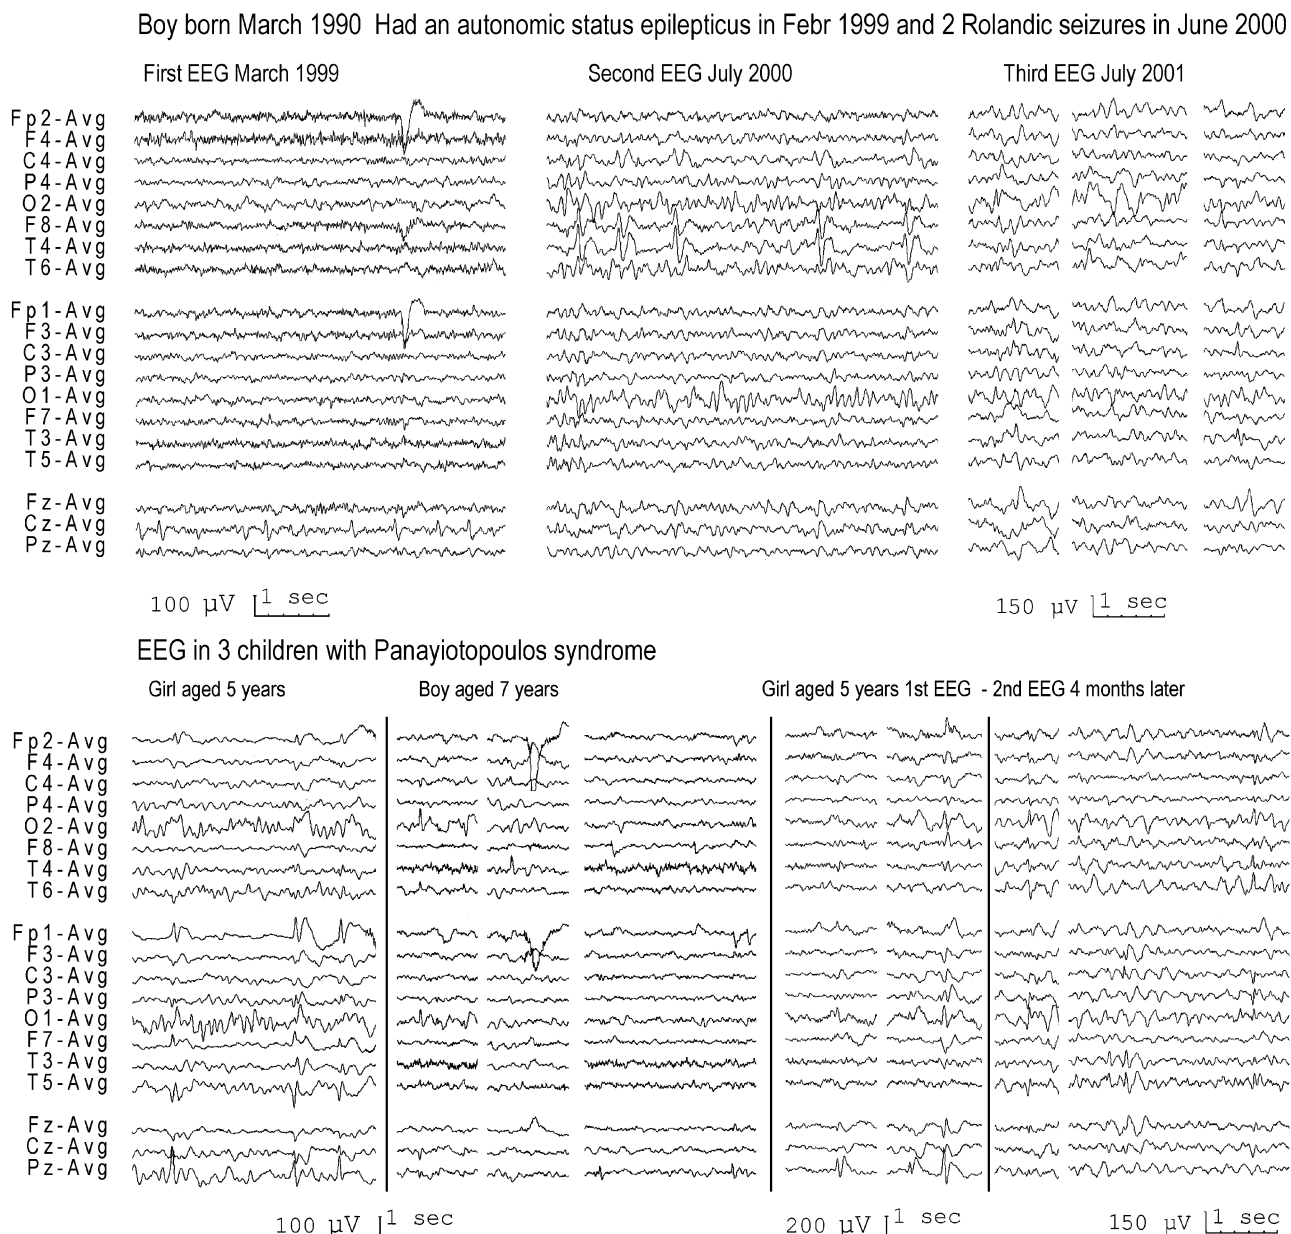 Boy born March 1990 Had an autonomic status epilepticus in Febr 1999 and 2 Rolandic seizures in June 2000
First EEG March 1999 Second EEG July 2000 Third EEG July 2001
Fp2-Avg
F4-Avg
C4-Avg
P4-Avg
O2-Avg
F8-Avg
T4-Avg
T6-Avg
Fp1-Avg
F3-Avg
C3-Avg
P3-Avg
O1-Avg
F7-Avg
T3-Avg
T5-Avg
Fz-Avg
Cz-Avg
Pz-Avg
100 µV 1 sec 150 µV 1 sec
EEG in 3 children with Panayiotopoulos syndrome
Girl aged 5 years Boy aged 7 years Girl aged 5 years 1st EEG - 2nd EEG 4 months later
Fp2-Avg
F4-Avg
C4-Avg
P4-Avg
O2-Avg
F8-Avg
T4-Avg
T6-Avg
Fp1-Avg
F3-Avg
C3-Avg
P3-Avg
O1-Avg
F7-Avg
T3-Avg
T5-Avg
Fz-Avg
Cz-Avg
Pz-Avg
100 µV 1 sec 200 µV 1 sec 150 µV 1 sec